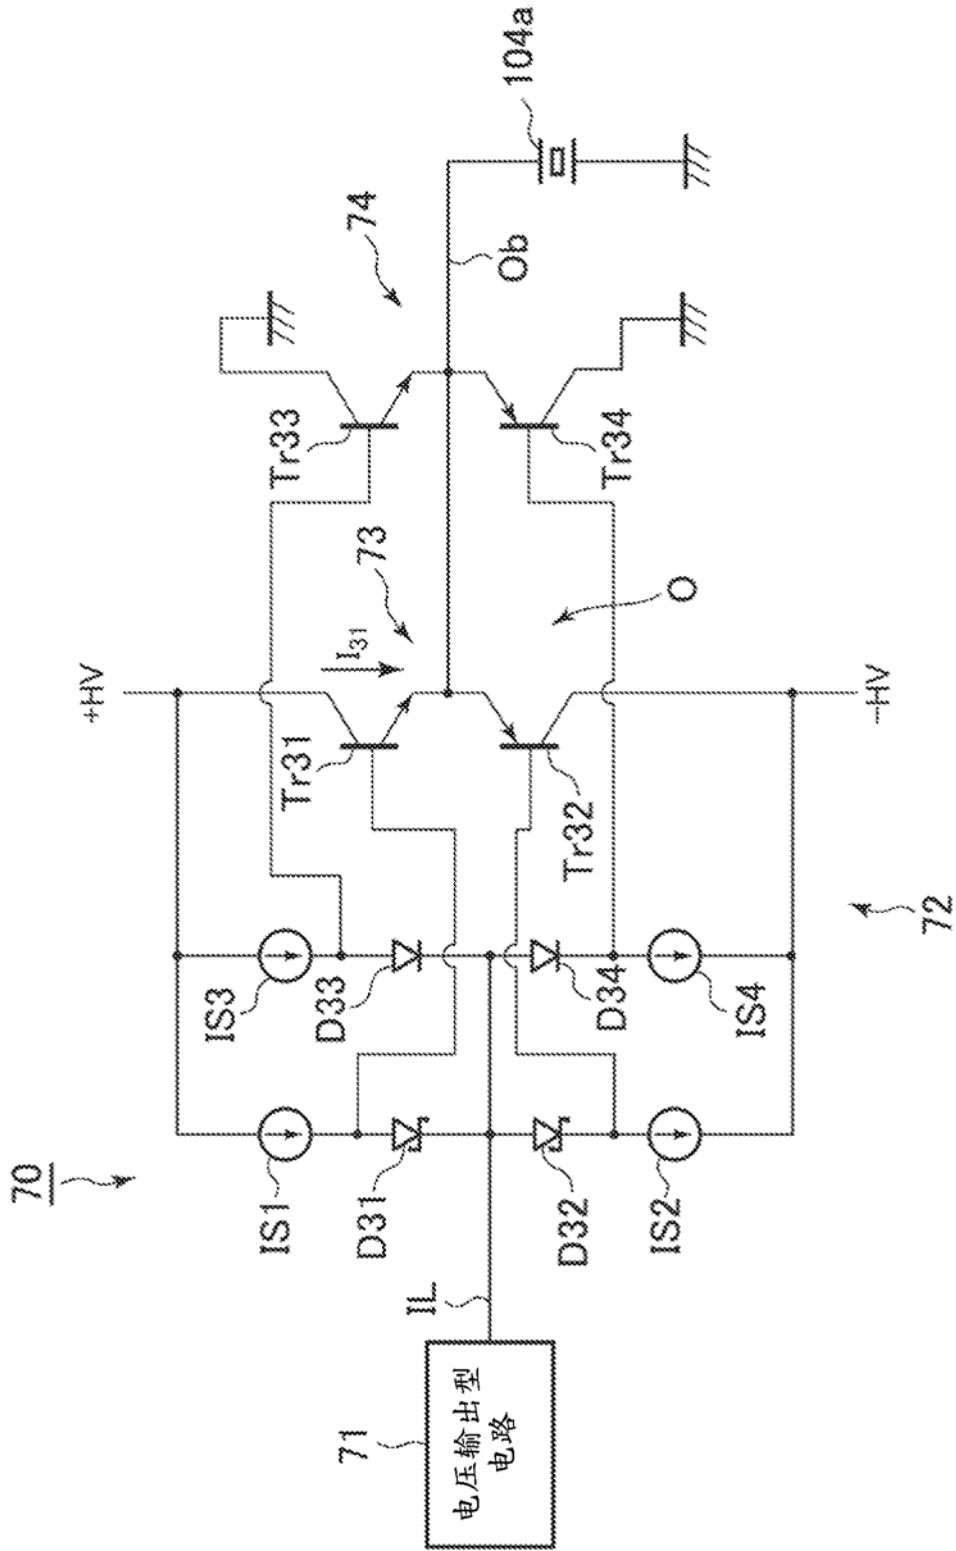 70
+HV
IS1
IS3
D31
D33
Tr31
I31
73
Tr33
74
71
电压输出型
电路
IL
Ob
104a
D32
D34
Tr32
O
Tr34
IS2
IS4
−HV
72